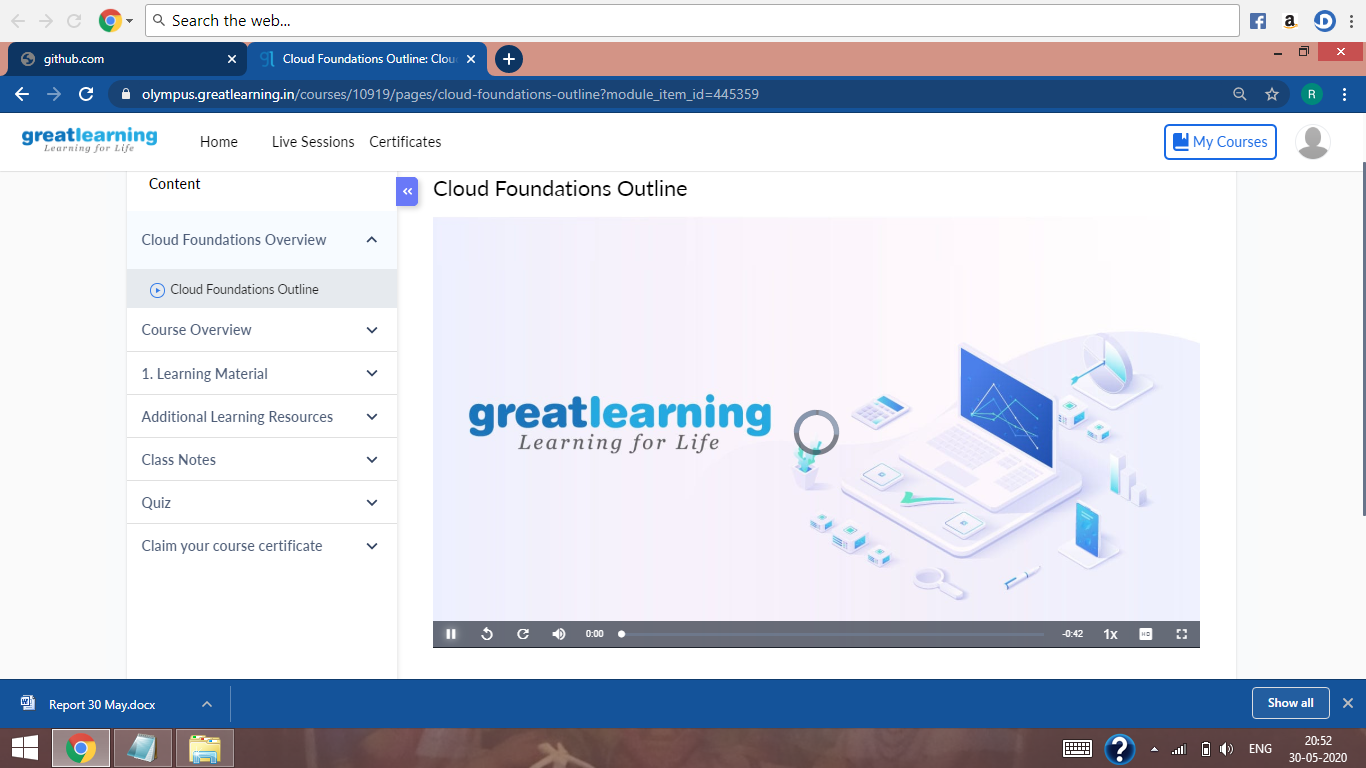 Search the web...
github.com
Cloud Foundations Outline: Clou
olympus.greatlearning.in/courses/10919/pages/cloud-foundations-outline?module_item_id=445359
R
greatlearning
Learning for Life
Home
Live Sessions
Certificates
My Courses
Content
Cloud Foundations Overview
Cloud Foundations Outline
Course Overview
1. Learning Material
Additional Learning Resources
Class Notes
Quiz
Claim your course certificate
Cloud Foundations Outline
greatlearning
Learning for Life
0:00
-0:42
1x
HD
Report 30 May.docx
Show all
ENG
20:52
30-05-2020